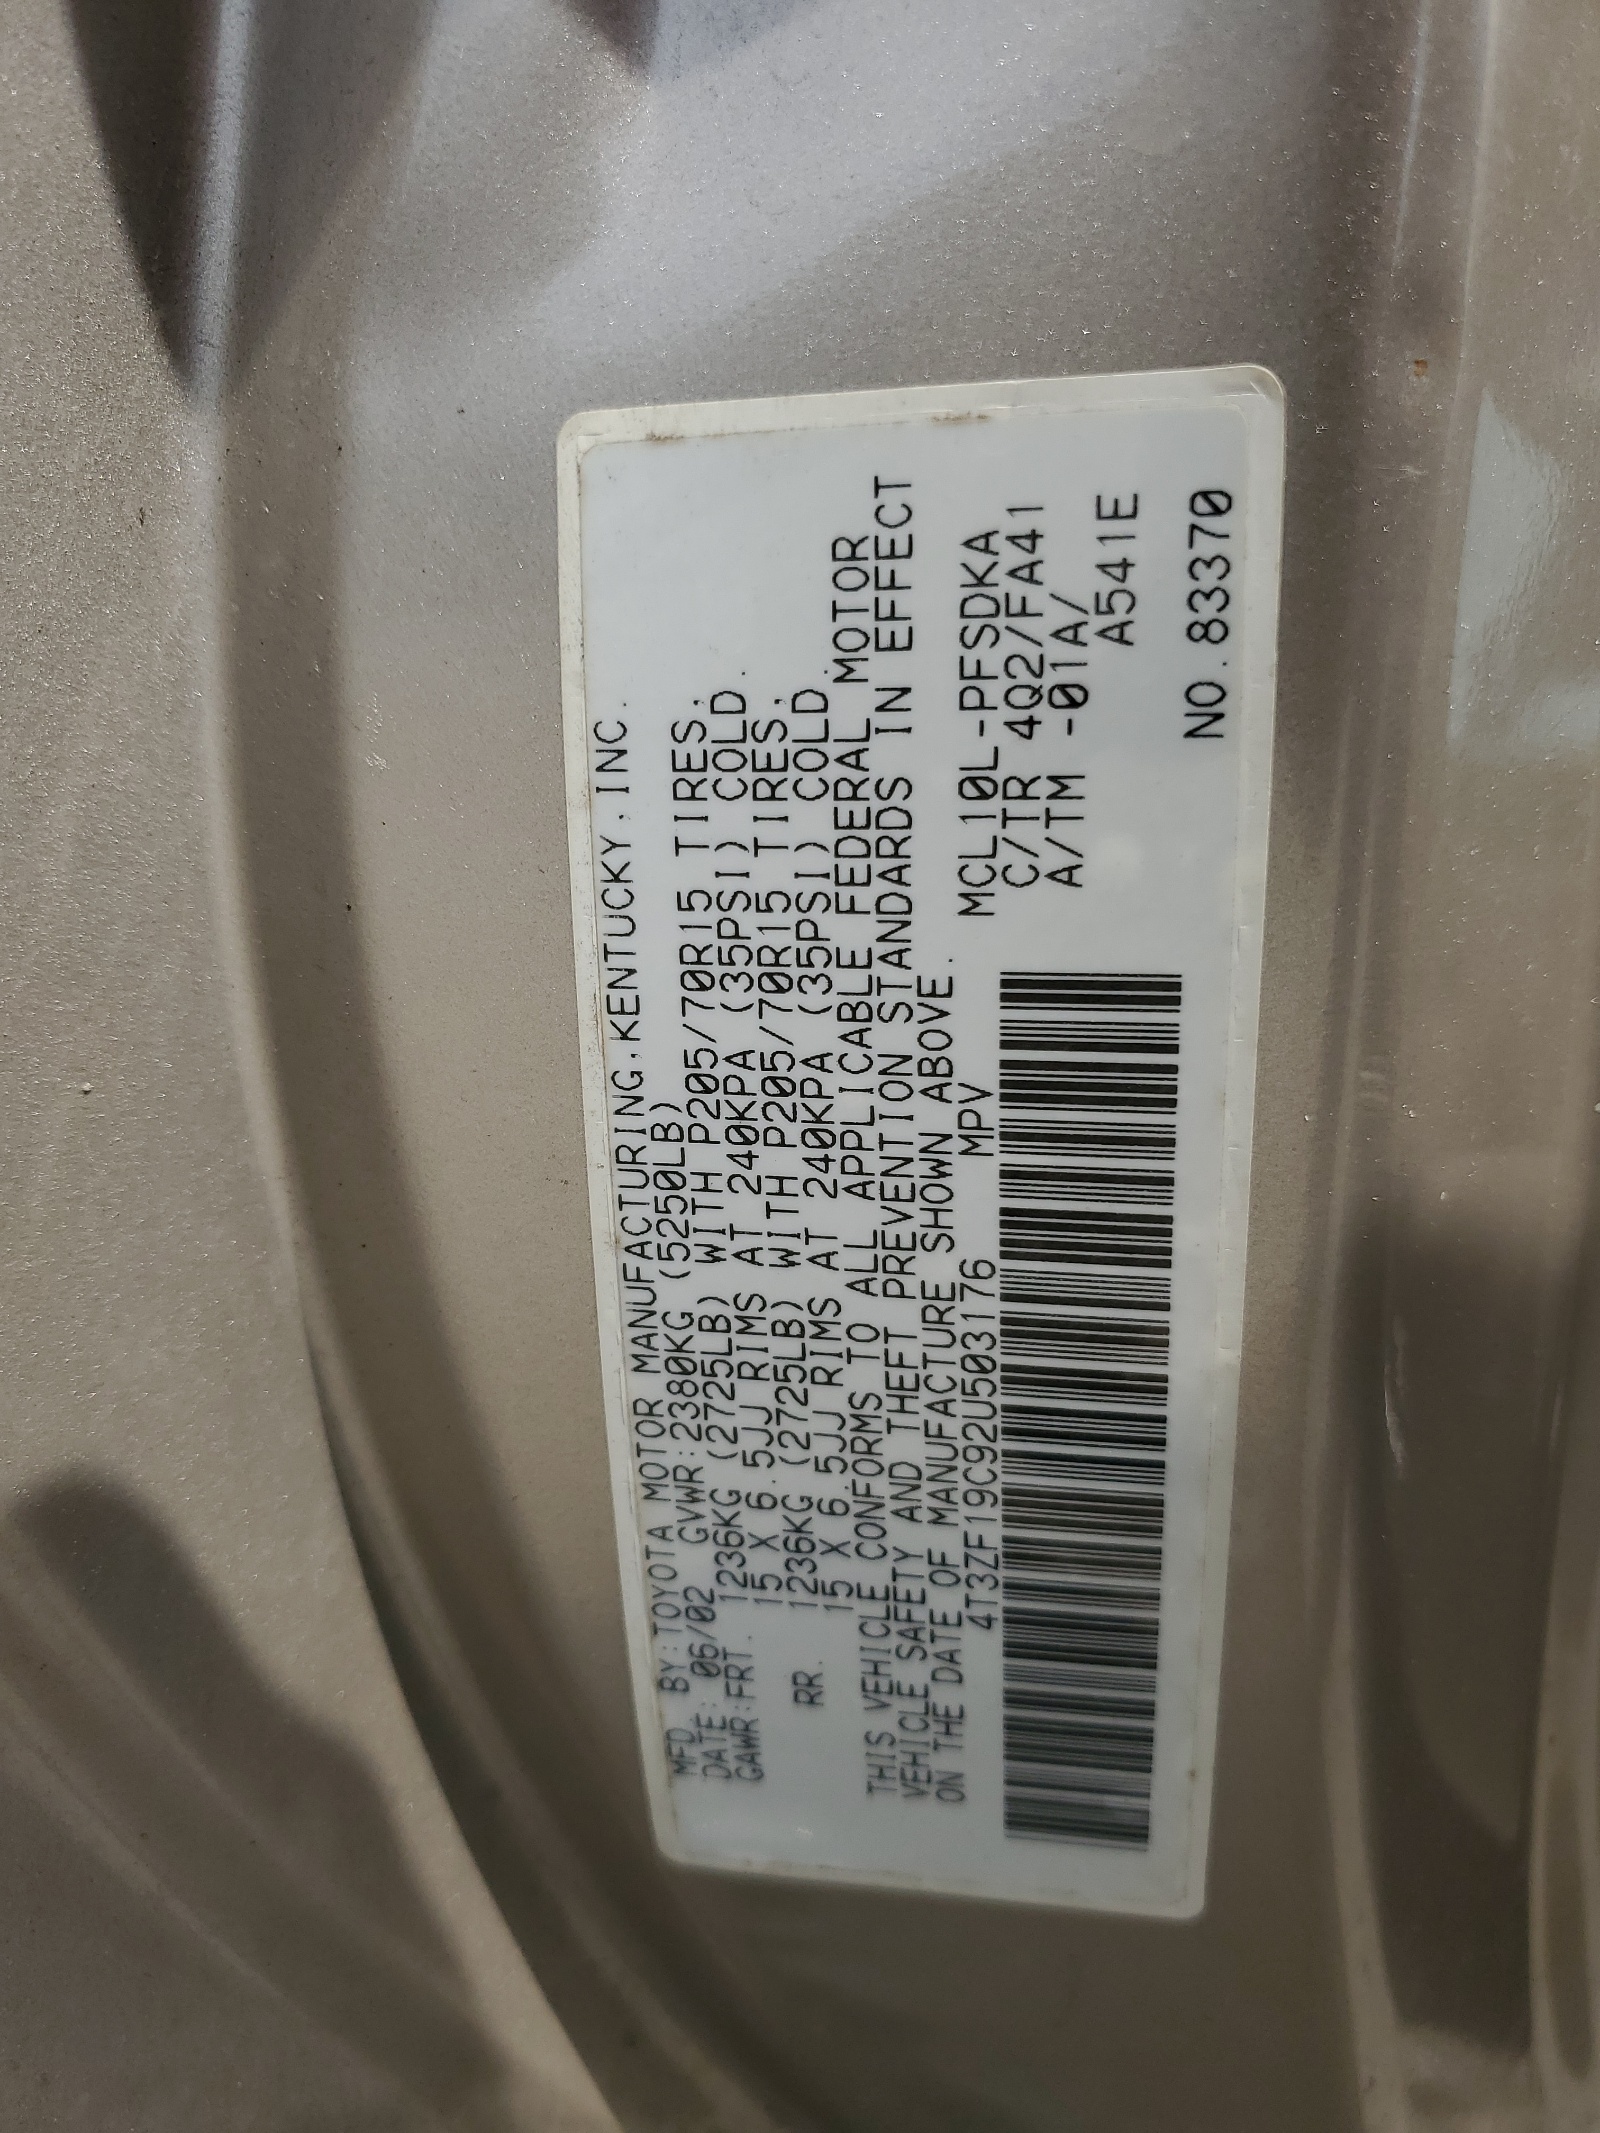 MFD. BY:TOYOTA MOTOR MANUFACTURING,KENTUCKY,INC.
DATE: 06/02 GVWR:2380KG (5250LB)
GAWR:FRT. 1236KG (2725LB) WITH P205/70R15 TIRES,
15 X 6.5JJ RIMS AT 240KPA (35PSI) COLD.
RR. 1236KG (2725LB) WITH P205/70R15 TIRES,
15 X 6.5JJ RIMS AT 240KPA (35PSI) COLD.
THIS VEHICLE CONFORMS TO ALL APPLICABLE FEDERAL MOTOR
VEHICLE SAFETY AND THEFT PREVENTION STANDARDS IN EFFECT
ON THE DATE OF MANUFACTURE SHOWN ABOVE.
4T3ZF19C92U503176 MPV MCL10L-PFSDKA
C/TR 4Q2/FA41
A/TM -01A/
A541E
NO.83370